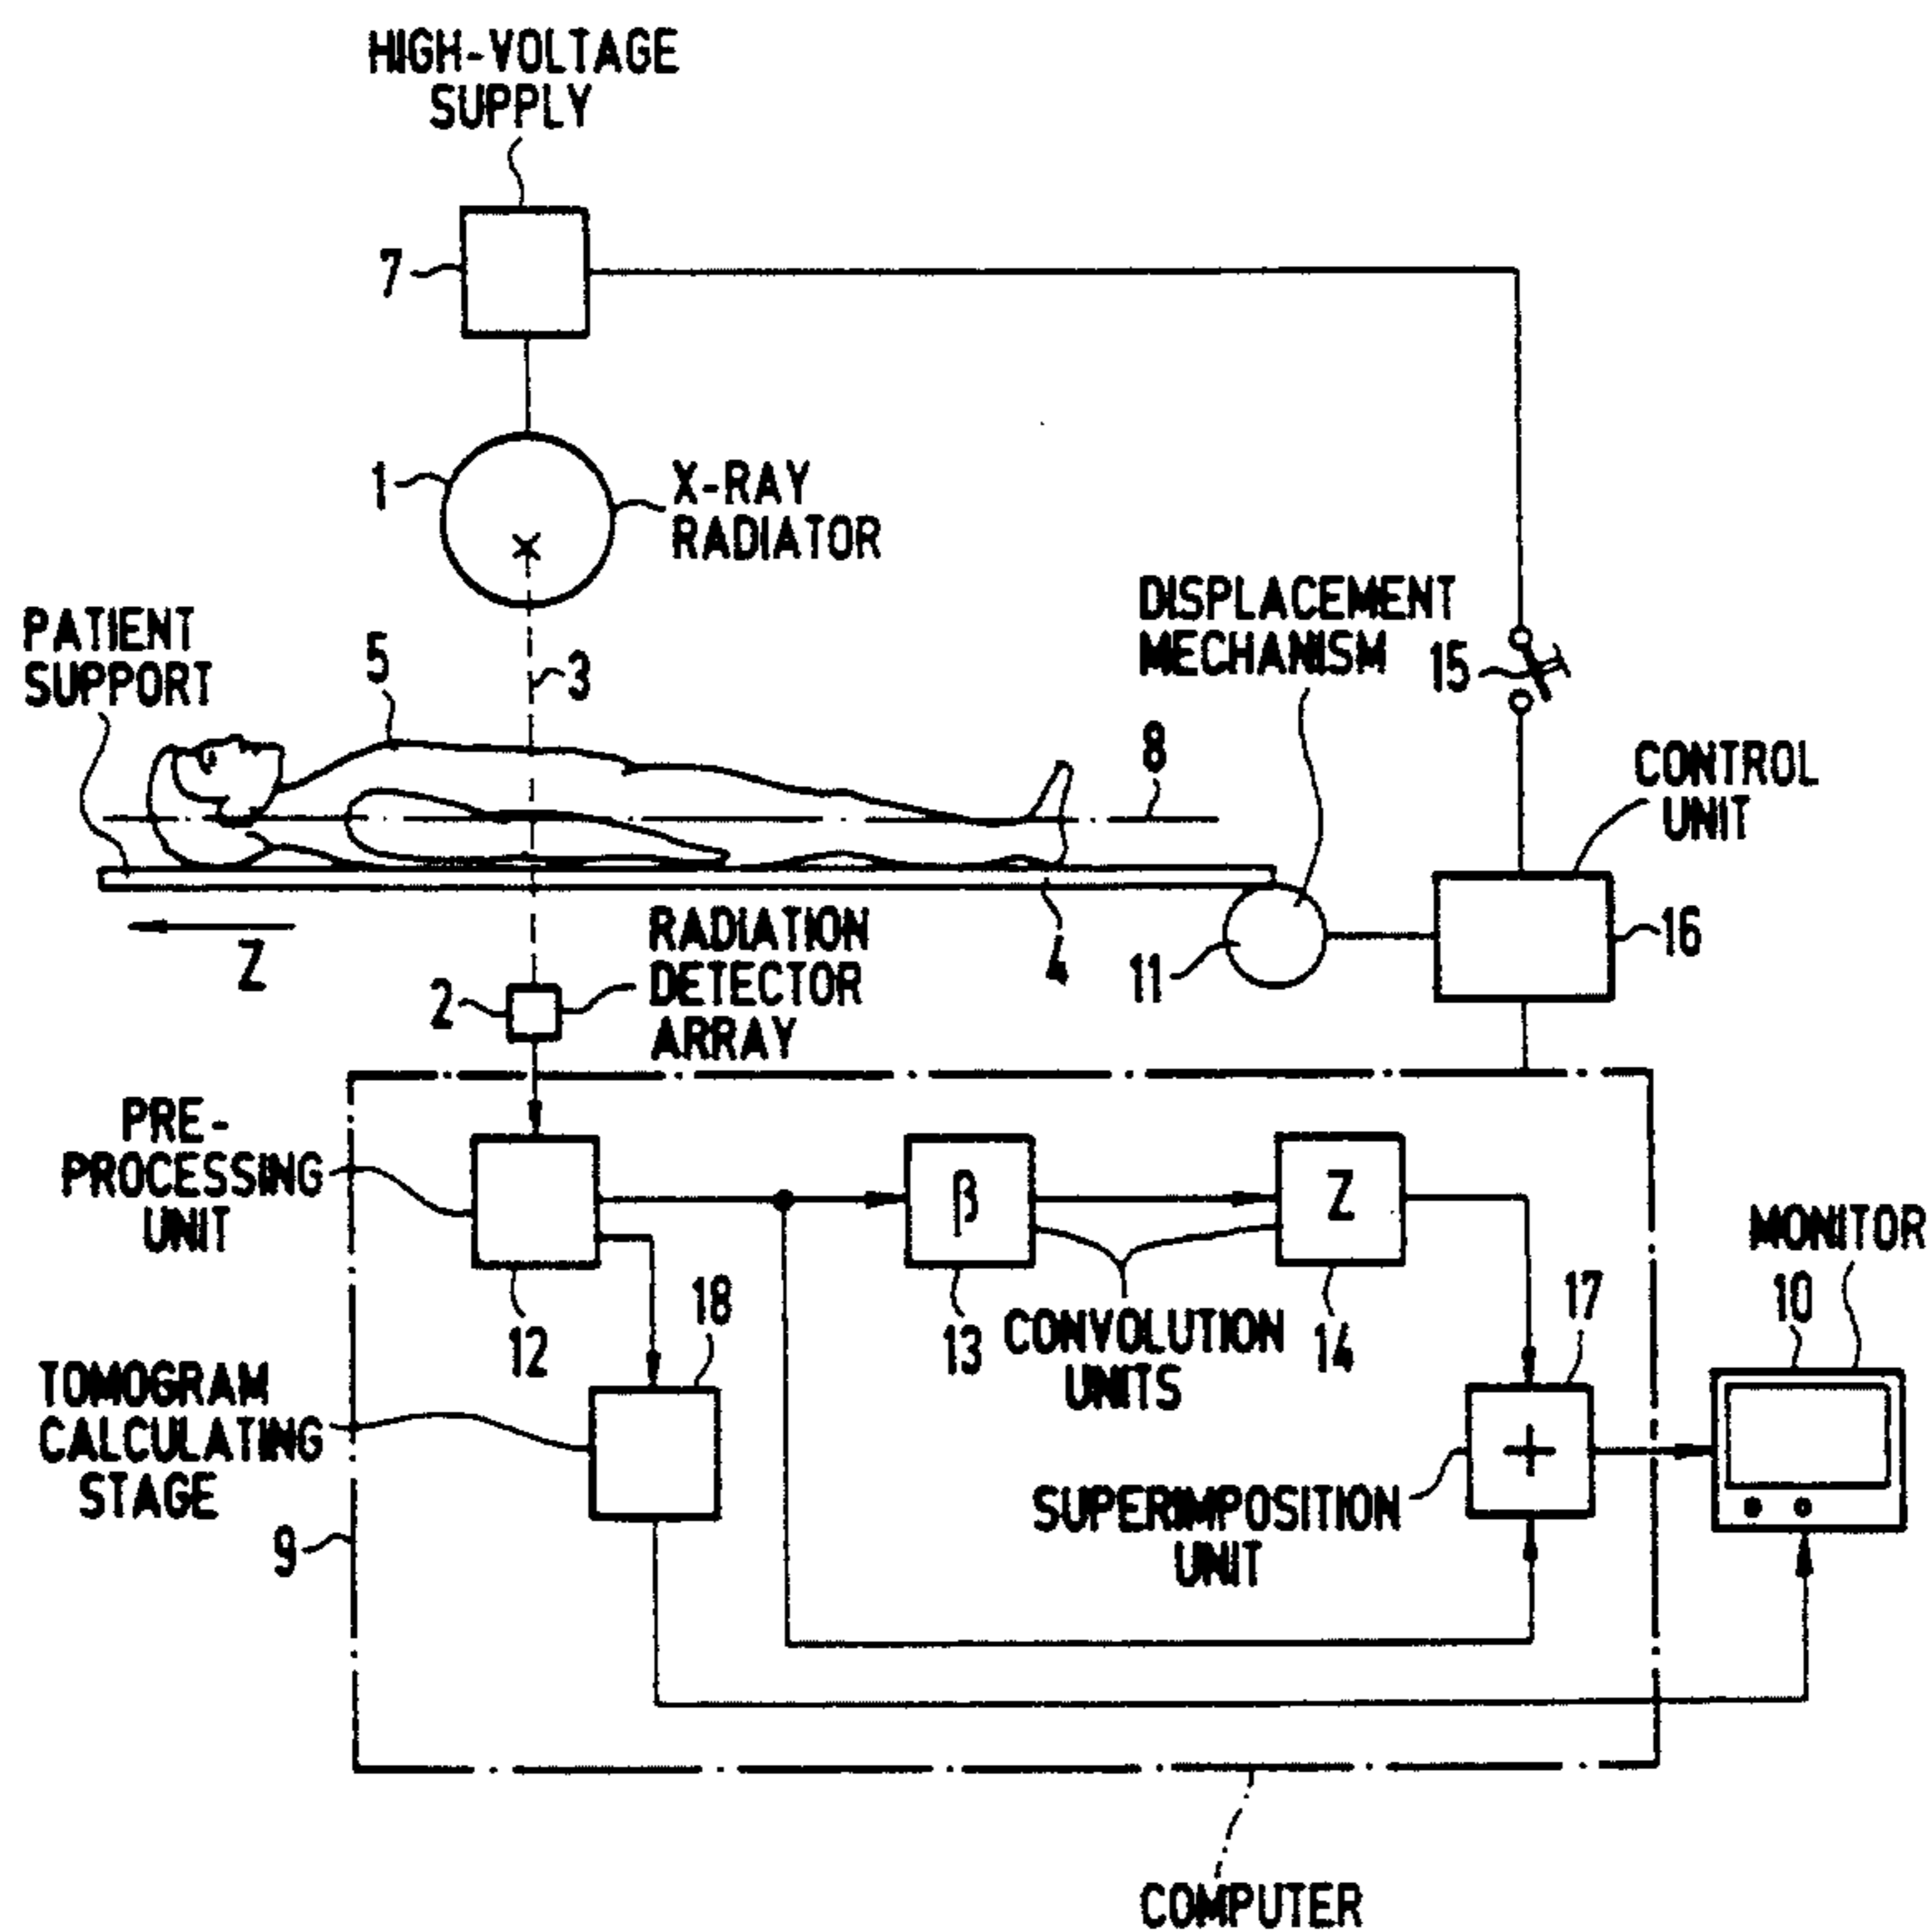 HIGH-VOLTAGE
SUPPLY
7
1
X-RAY
RADIATOR
PATIENT
SUPPORT
5
3
DISPLACEMENT
MECHANISM
15
8
CONTROL
UNIT
Z
2
RADIATION
DETECTOR
ARRAY
4
11
16
PRE-
PROCESSING
UNIT
β
Z
MONITOR
10
12
18
13
CONVOLUTION
UNITS
14
17
TOMOGRAM
CALCULATING
STAGE
+
SUPERIMPOSITION
UNIT
9
COMPUTER